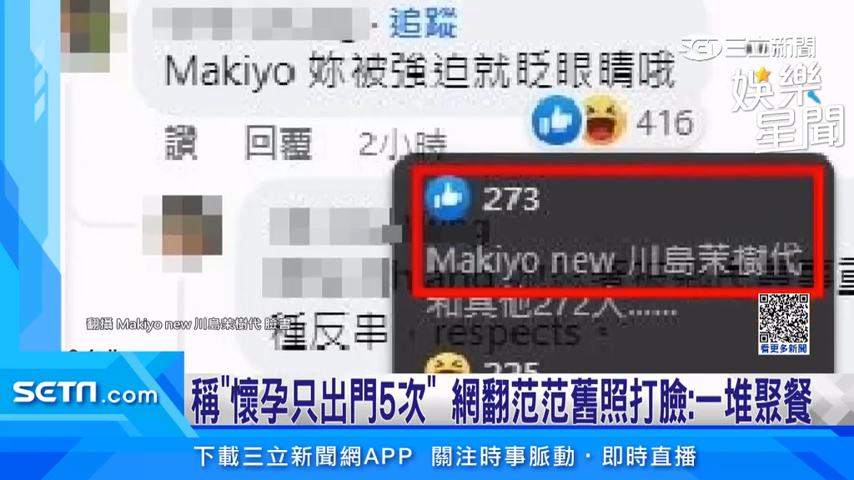 追蹤
Makiyo 妳被強迫就眨眼睛哦
416
讚 回覆 2小時
273
Makiyo new 川島茉樹代
和其他272人......
種反串,respects。
SET 三立新聞
娛樂星聞
翻攝 Makiyo new 川島茉樹代 臉書
看更多新聞
SETN.com
稱"懷孕只出門5次" 網翻范范舊照打臉:一堆聚餐
下載三立新聞網APP 關注時事脈動·即時直播